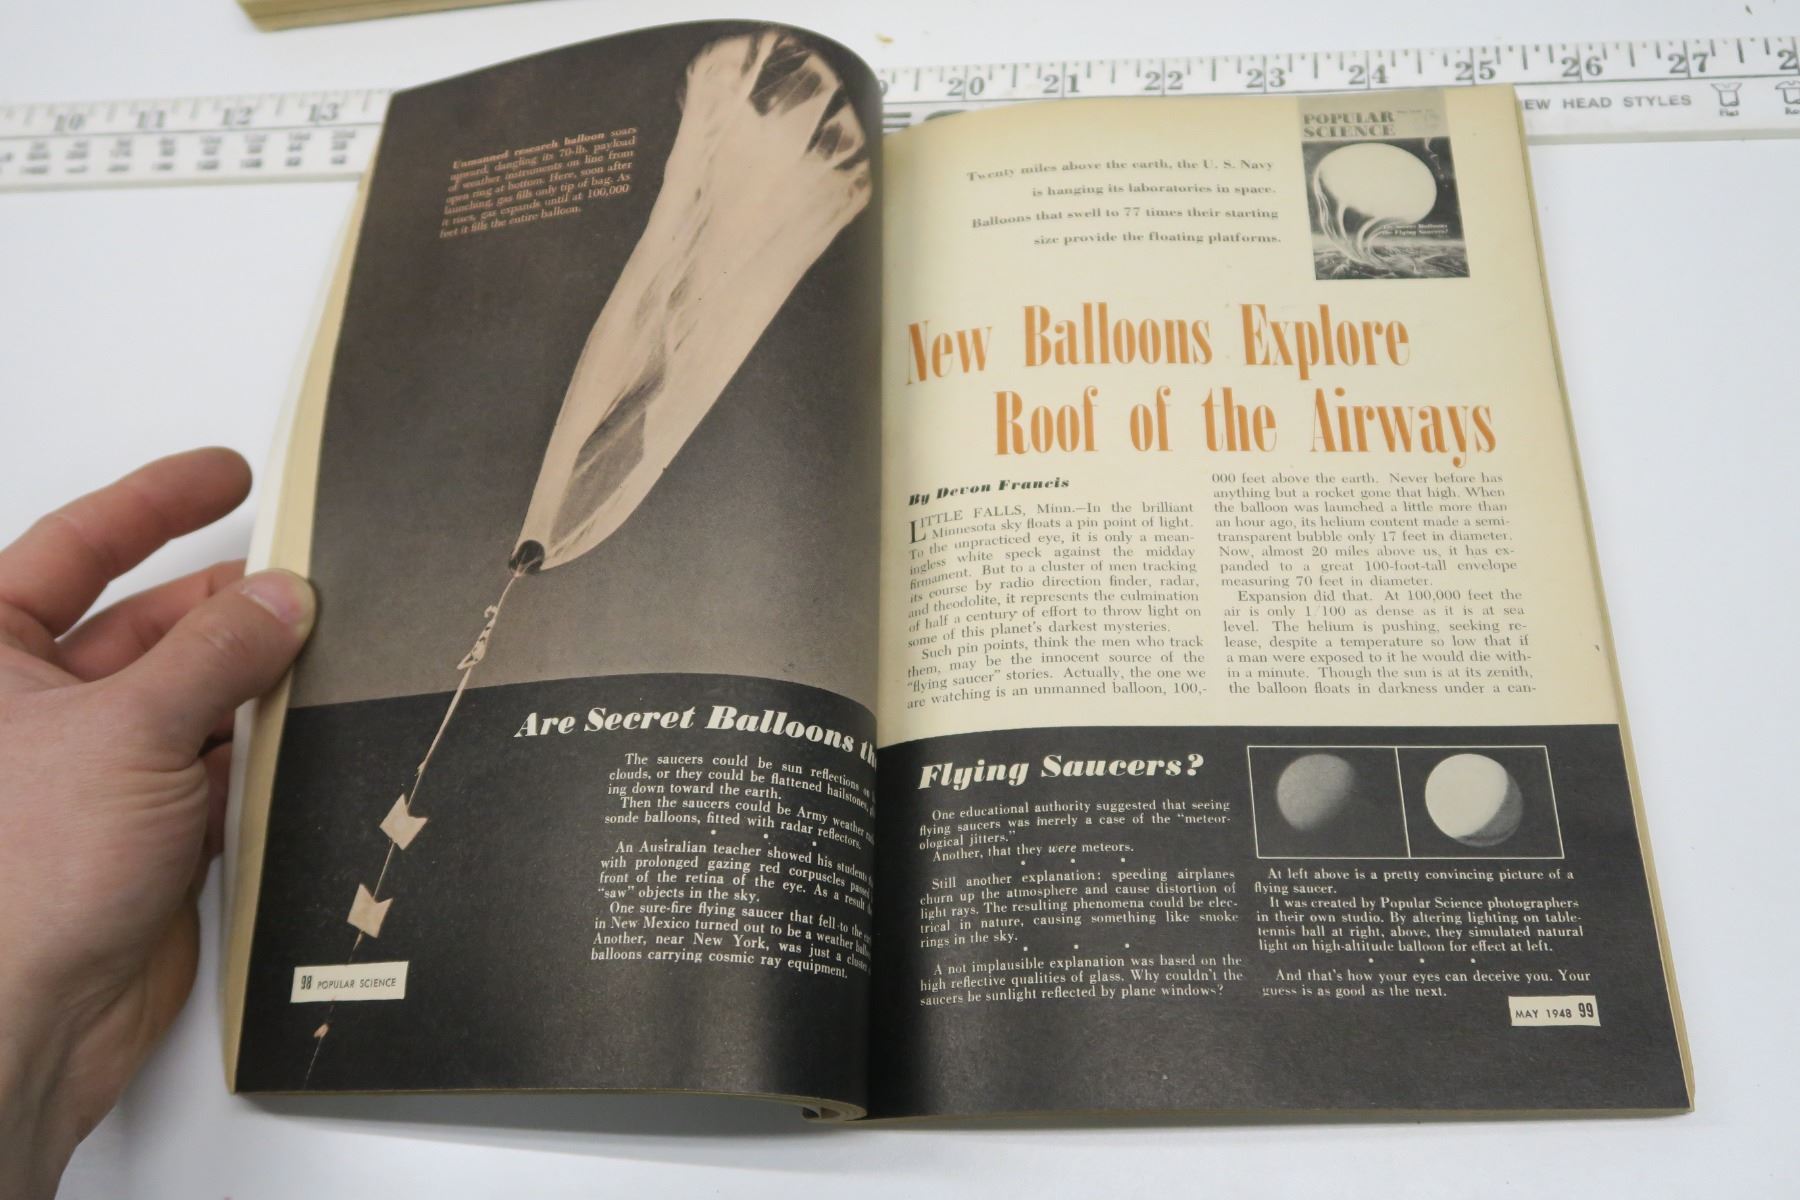 10 11 12 13
20 21 22 23 24 25 26 27
EW HEAD STYLES
Unmanned research balloon soars
upward, dangling its 70-lb. payload
of weather instruments on line from
open ring at bottom. Here, soon after
launching, gas fills only tip of bag. As
it rises, gas expands until at 100,000
feet it fills the entire balloon.
Are Secret Balloons th
The saucers could be sun reflections on
clouds, or they could be flattened hailstones,
ing down toward the earth.
Then the saucers could be Army weather
sonde balloons, fitted with radar reflectors.
• • •
An Australian teacher showed his students
with prolonged gazing red corpuscles passed
front of the retina of the eye. As a result
"saw" objects in the sky.
One sure-fire flying saucer that fell to the
in New Mexico turned out to be a weather
Another, near New York, was just a cluster
balloons carrying cosmic ray equipment.
98 POPULAR SCIENCE
Twenty miles above the earth, the U. S. Navy
is hanging its laboratories in space.
Balloons that swell to 77 times their starting
size provide the floating platforms.
POPULAR
SCIENCE
Are Secret Balloons
the Flying Saucers?
New Balloons Explore
Roof of the Airways
By Devon Francis
LITTLE FALLS, Minn.—In the brilliant
Minnesota sky floats a pin point of light.
To the unpracticed eye, it is only a mean-
ingless white speck against the midday
firmament. But to a cluster of men tracking
its course by radio direction finder, radar,
and theodolite, it represents the culmination
of half a century of effort to throw light on
some of this planet's darkest mysteries.
Such pin points, think the men who track
them, may be the innocent source of the
"flying saucer" stories. Actually, the one we
are watching is an unmanned balloon, 100,-
000 feet above the earth. Never before has
anything but a rocket gone that high. When
the balloon was launched a little more than
an hour ago, its helium content made a semi-
transparent bubble only 17 feet in diameter.
Now, almost 20 miles above us, it has ex-
panded to a great 100-foot-tall envelope
measuring 70 feet in diameter.
Expansion did that. At 100,000 feet the
air is only 1/100 as dense as it is at sea
level. The helium is pushing, seeking re-
lease, despite a temperature so low that if
a man were exposed to it he would die with-
in a minute. Though the sun is at its zenith,
the balloon floats in darkness under a can-
Flying Saucers?
One educational authority suggested that seeing
flying saucers was merely a case of the "meteor-
ological jitters."
Another, that they were meteors.
• • •
Still another explanation: speeding airplanes
churn up the atmosphere and cause distortion of
light rays. The resulting phenomena could be elec-
trical in nature, causing something like smoke
rings in the sky.
• • •
A not implausible explanation was based on the
high reflective qualities of glass. Why couldn't the
saucers be sunlight reflected by plane windows?
At left above is a pretty convincing picture of a
flying saucer.
It was created by Popular Science photographers
in their own studio. By altering lighting on table-
tennis ball at right, above, they simulated natural
light on high-altitude balloon for effect at left.
• • •
And that's how your eyes can deceive you. Your
guess is as good as the next.
MAY 1948 99